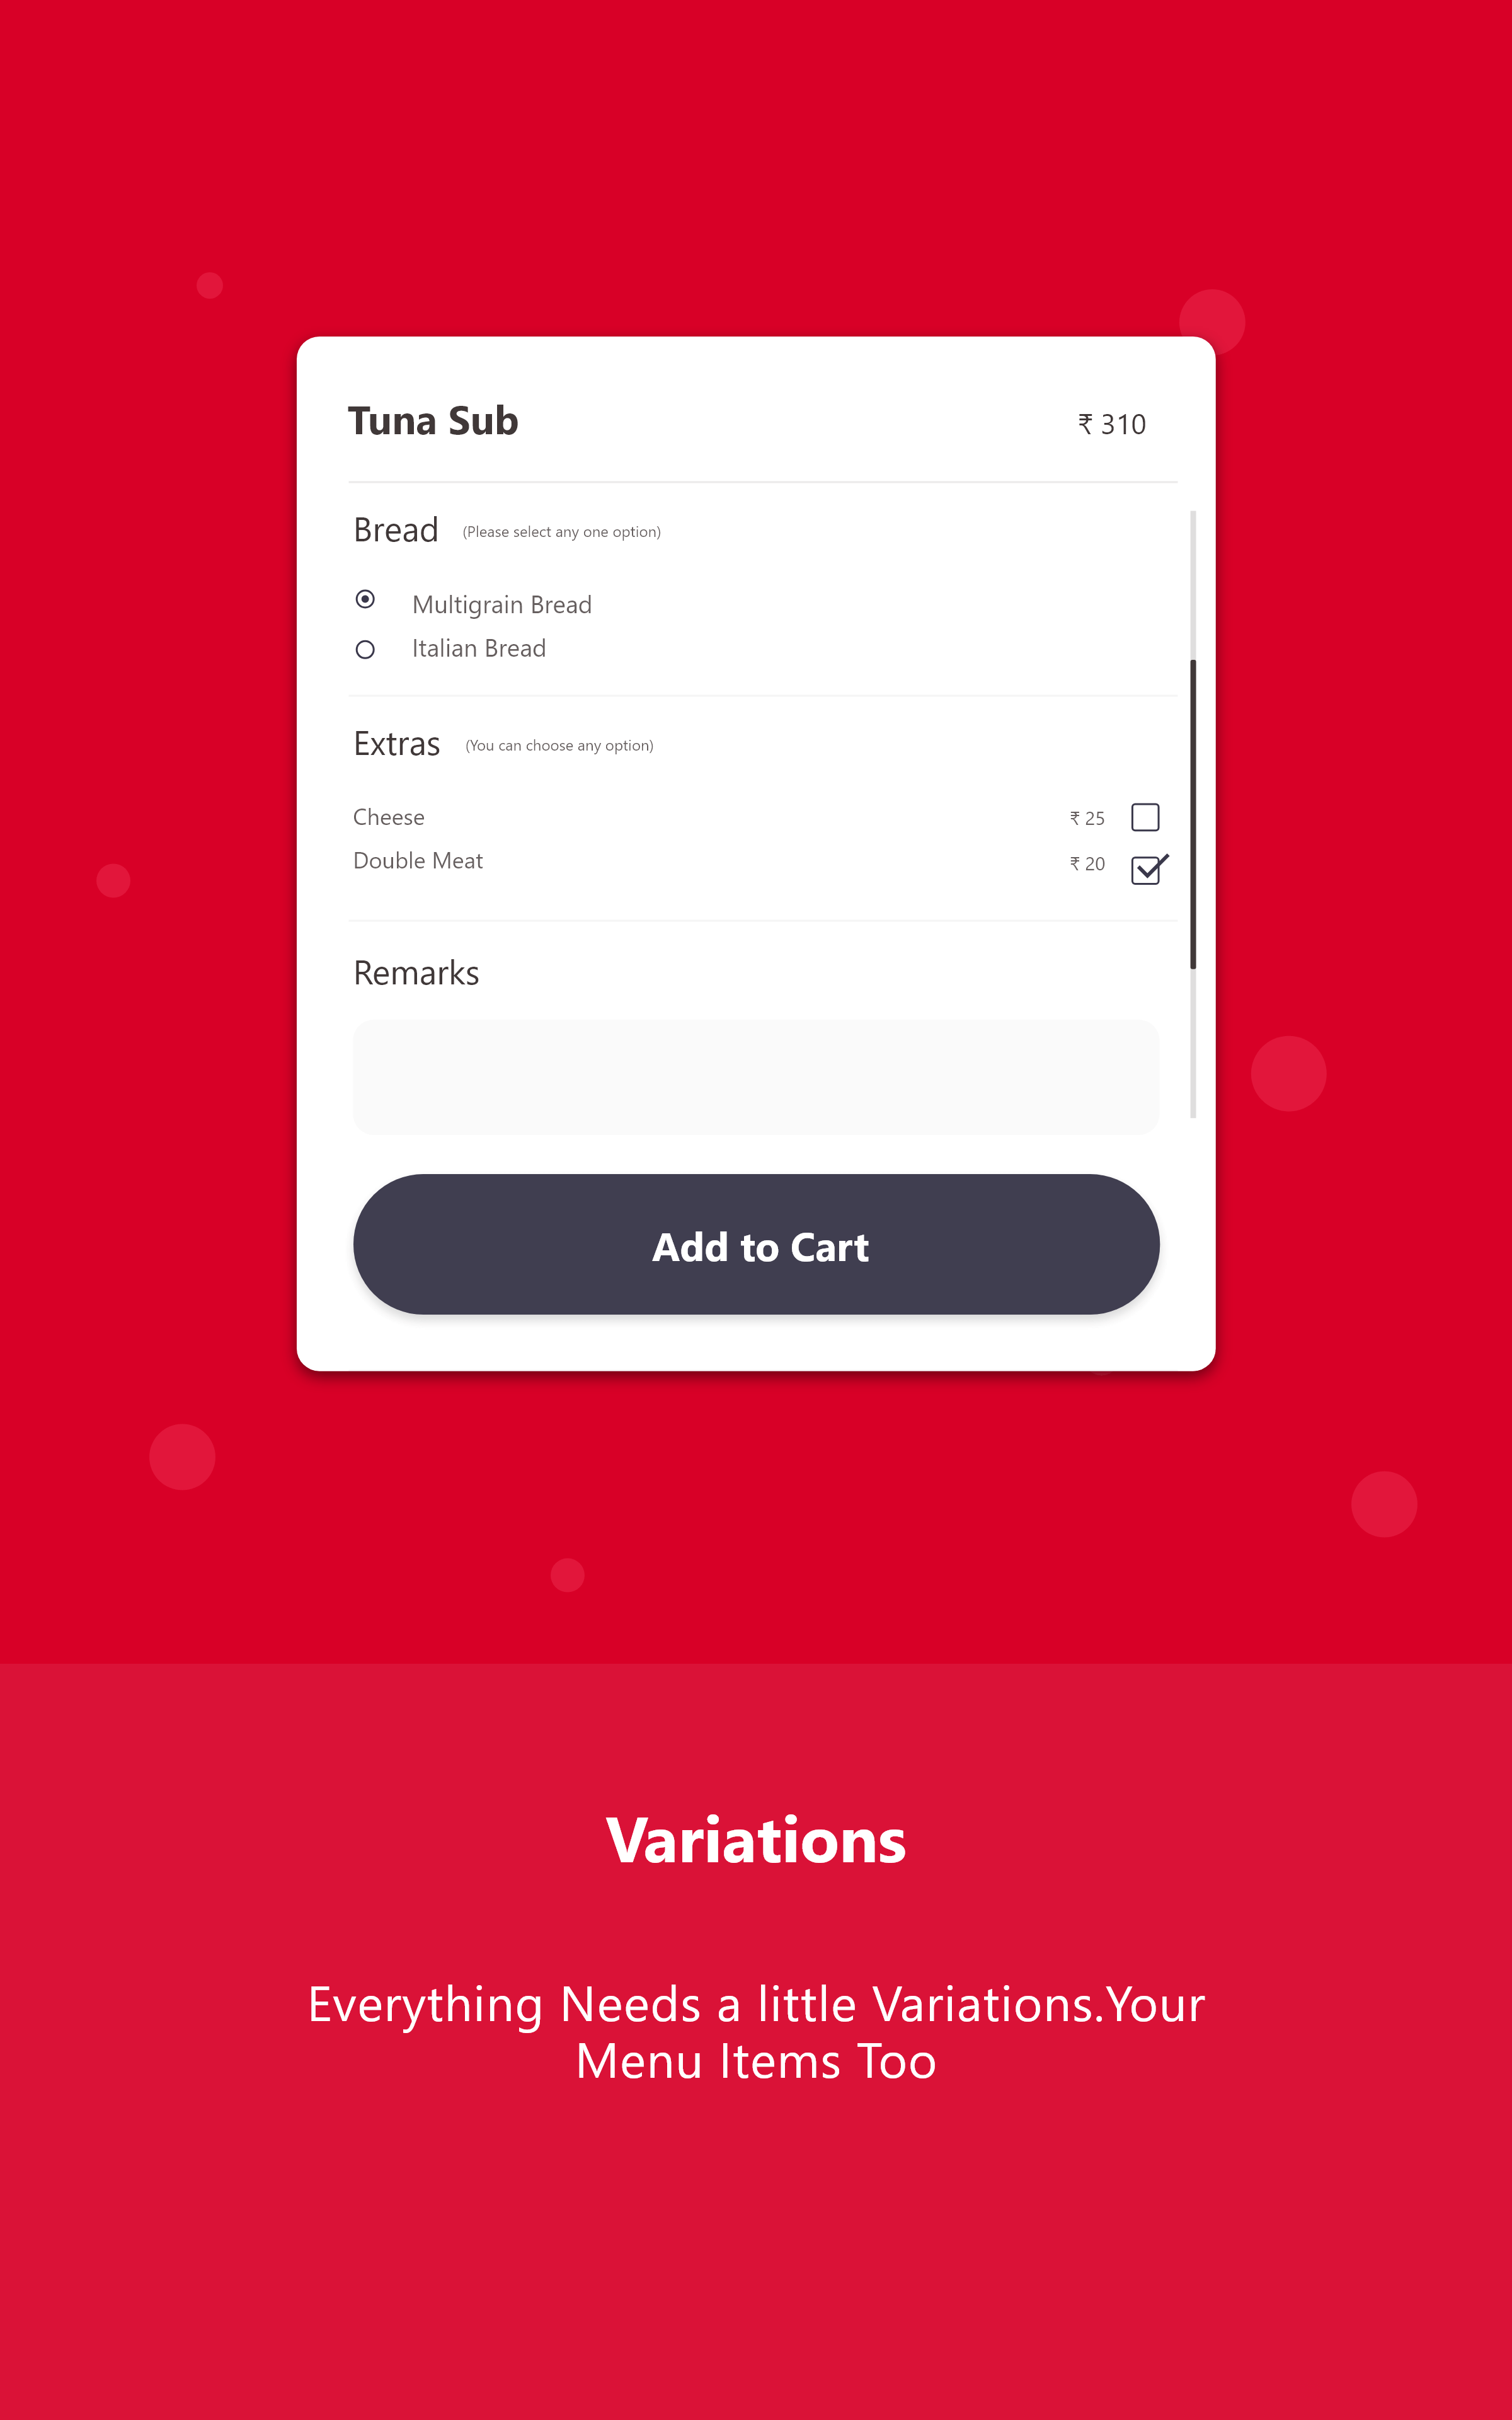 Tuna Sub ₹ 310
Bread (Please select any one option)
Multigrain Bread
Italian Bread
Extras (You can choose any option)
Cheese ₹ 25
Double Meat ₹ 20
Remarks
Add to Cart
Variations
Everything Needs a little Variations.Your
Menu Items Too